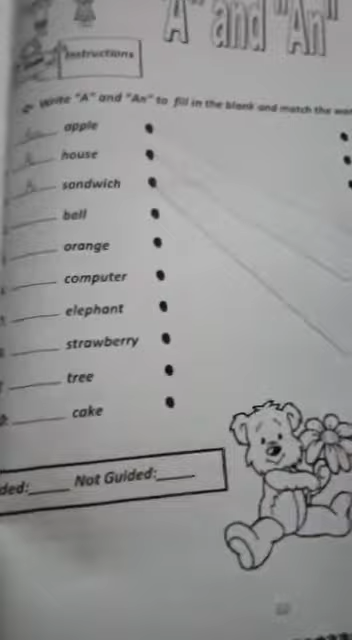 "A" and "An"
Instructions
Write "A" and "An" to fill in the blank and match the
apple
house
sandwich
ball
orange
computer
elephant
strawberry
tree
cake
Not Guided: